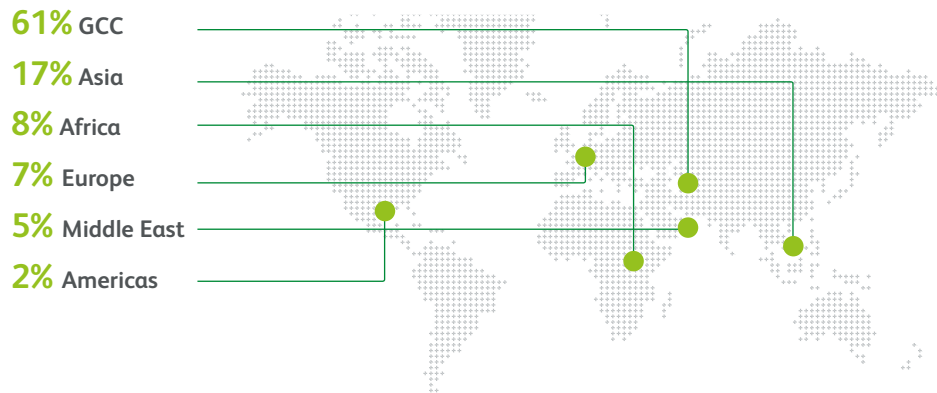 61% GCC
17% Asia
8% Africa
7% Europe
5% Middle East
2% Americas